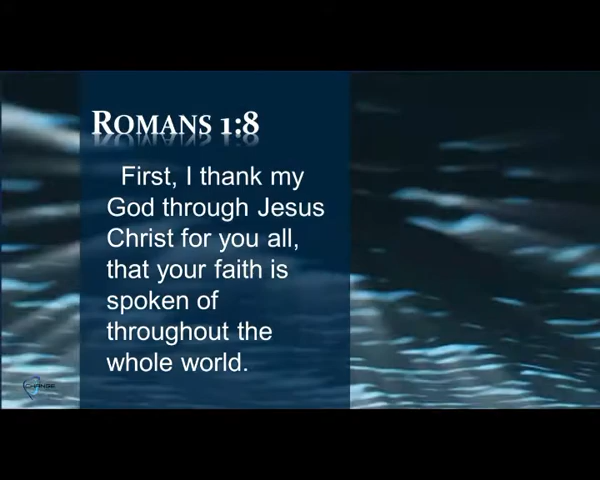 ROMANS 1:8
First, I thank my
God through Jesus
Christ for you all,
that your faith is
spoken of
throughout the
whole world.